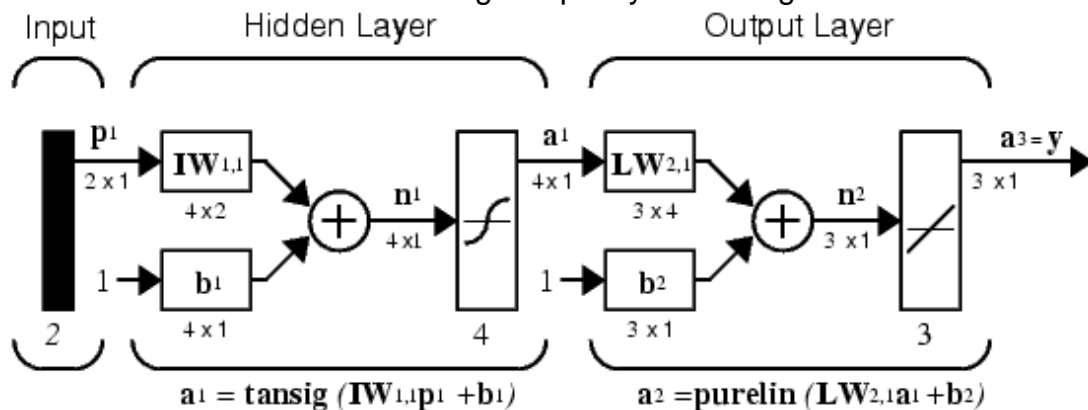 Input Hidden Layer Output Layer
p1 a1 a3 = y
IW1,1 LW2,1
2 x 1 4 x 1 3 x 1
n1 n2
4 x 2 4 x 1 3 x 4 3 x 1
1 b1 1 b2
2 4 x 1 4 3 x 1 3
a1 = tansig (IW1,1p1 +b1) a2 =purelin (LW2,1a1 +b2)